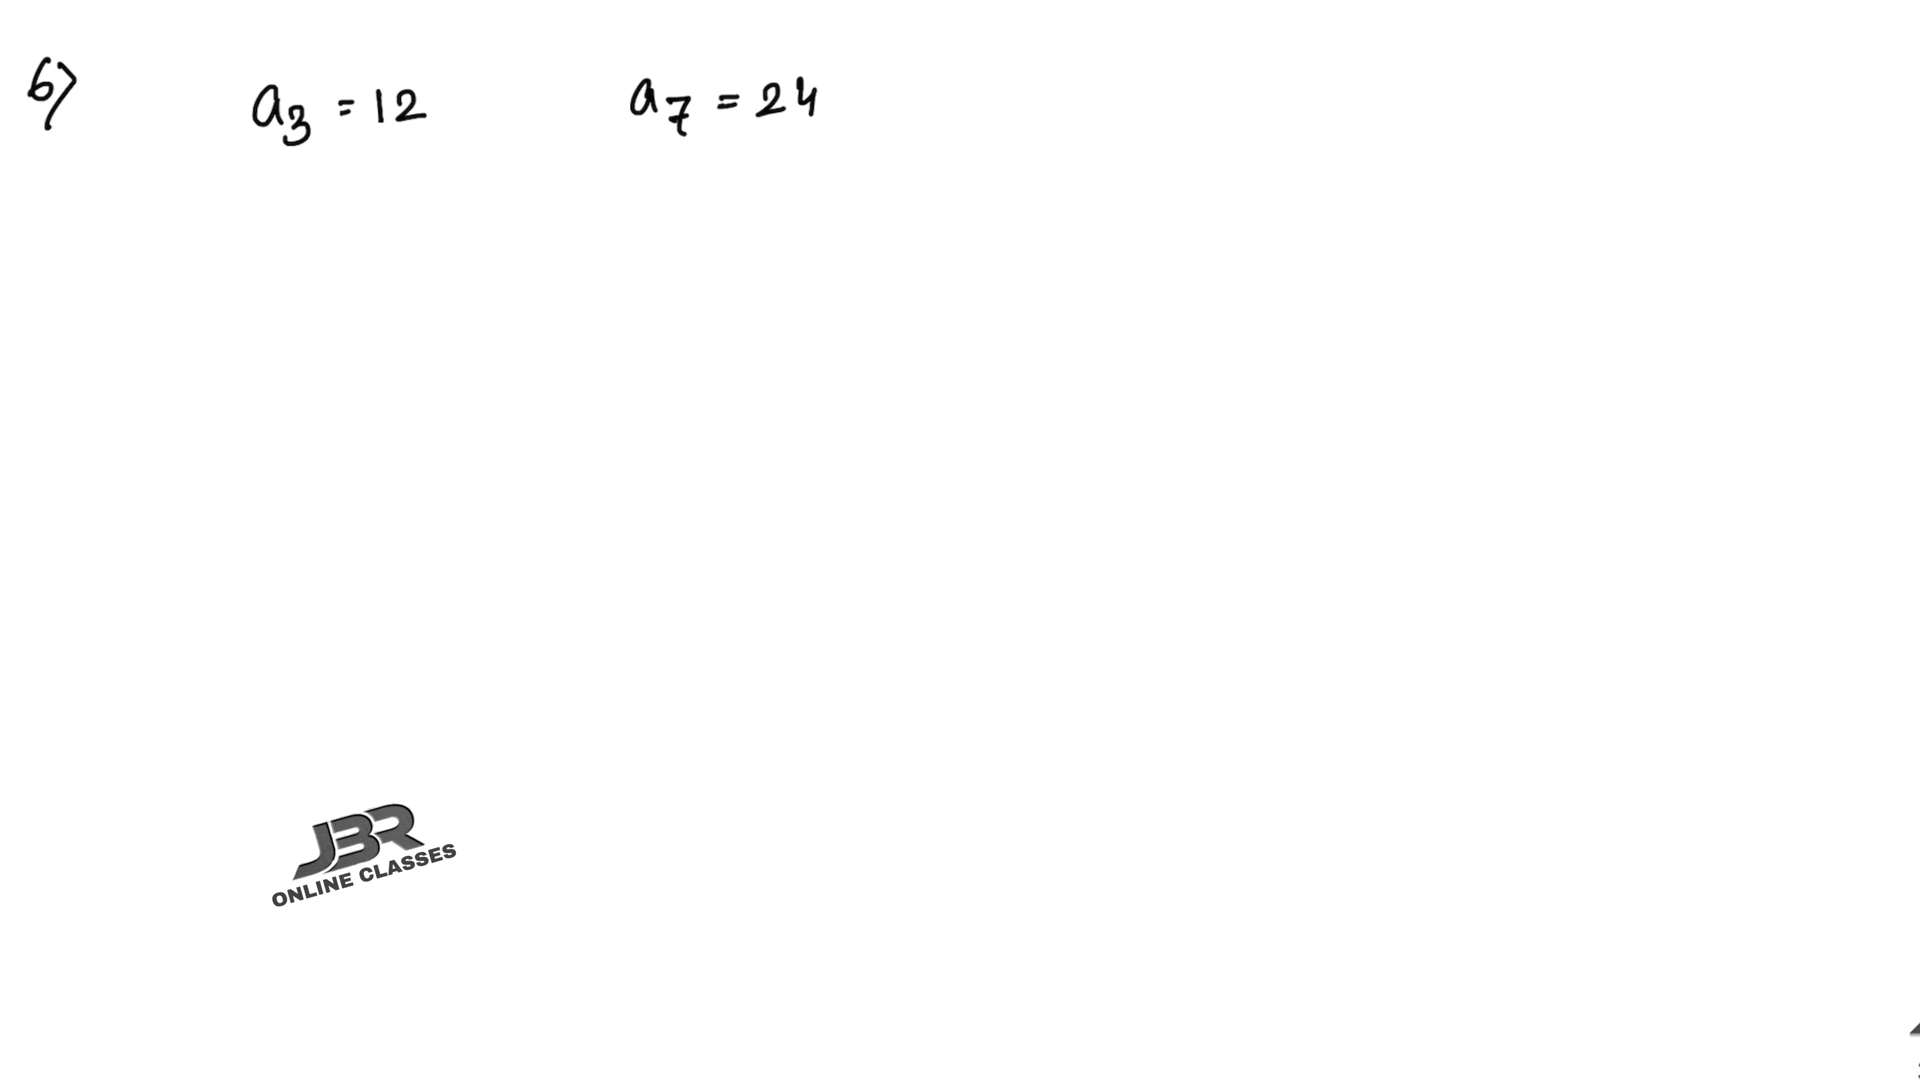 6) a₃ = 12 a₇ = 24
JBR
ONLINE CLASSES